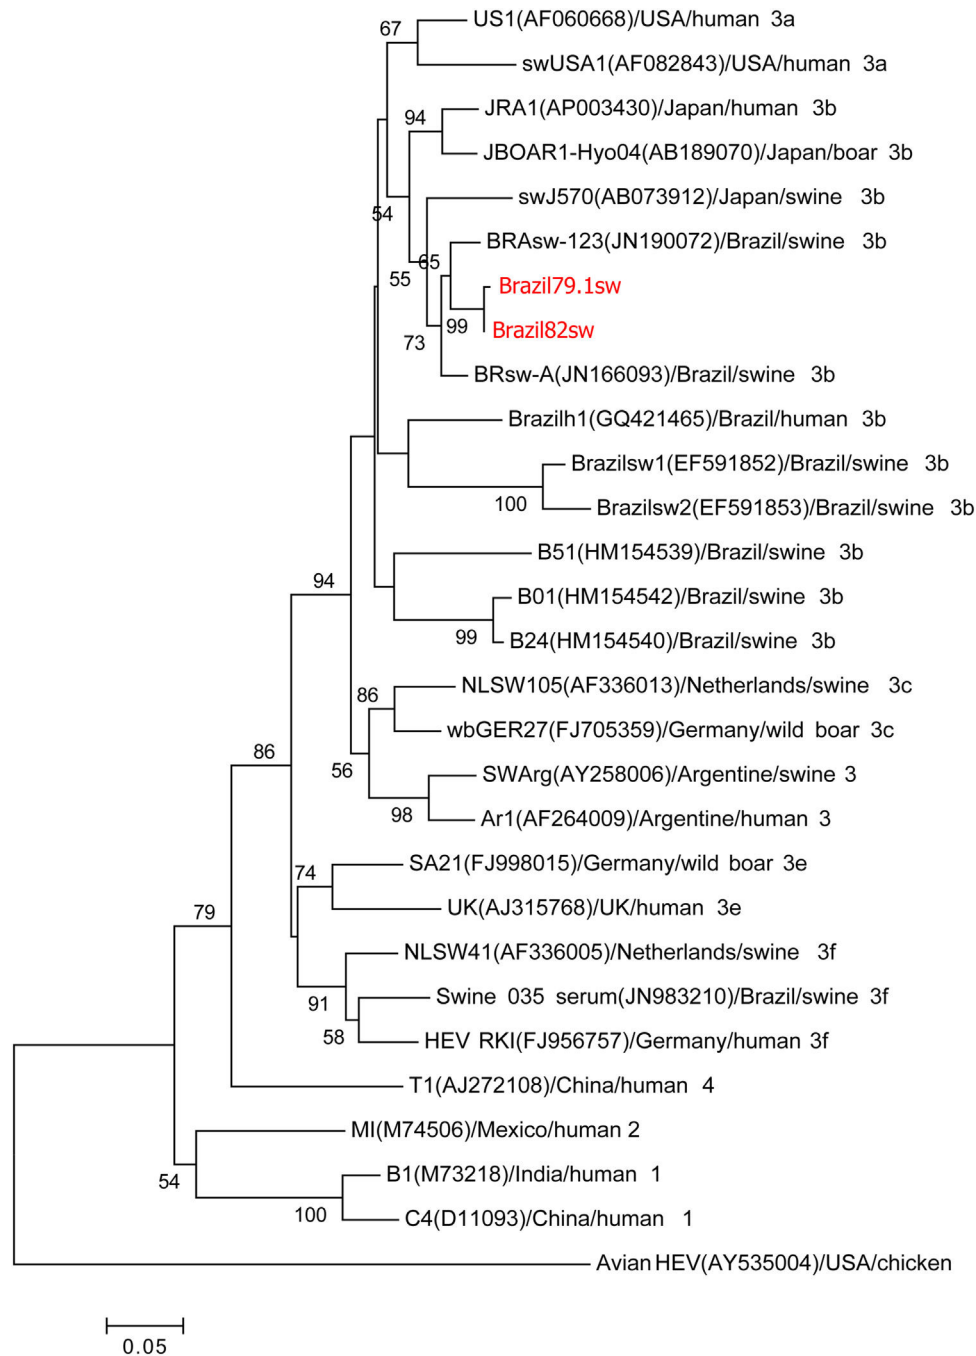 67
US1(AF060668)/USA/human 3a
swUSA1(AF082843)/USA/human 3a
94
JRA1(AP003430)/Japan/human 3b
JBOAR1-Hyo04(AB189070)/Japan/boar 3b
54
swJ570(AB073912)/Japan/swine 3b
BRAsw-123(JN190072)/Brazil/swine 3b
55
65
Brazil79.1sw
99
Brazil82sw
73
BRsw-A(JN166093)/Brazil/swine 3b
Brazilh1(GQ421465)/Brazil/human 3b
Brazilsw1(EF591852)/Brazil/swine 3b
100
Brazilsw2(EF591853)/Brazil/swine 3b
B51(HM154539)/Brazil/swine 3b
94
B01(HM154542)/Brazil/swine 3b
99
B24(HM154540)/Brazil/swine 3b
86
NLSW105(AF336013)/Netherlands/swine 3c
wbGER27(FJ705359)/Germany/wild boar 3c
86
56
SWArg(AY258006)/Argentine/swine 3
98
Ar1(AF264009)/Argentine/human 3
74
SA21(FJ998015)/Germany/wild boar 3e
79
UK(AJ315768)/UK/human 3e
NLSW41(AF336005)/Netherlands/swine 3f
91
Swine 035 serum(JN983210)/Brazil/swine 3f
58
HEV RKI(FJ956757)/Germany/human 3f
T1(AJ272108)/China/human 4
MI(M74506)/Mexico/human 2
54
B1(M73218)/India/human 1
100
C4(D11093)/China/human 1
Avian HEV(AY535004)/USA/chicken
0.05